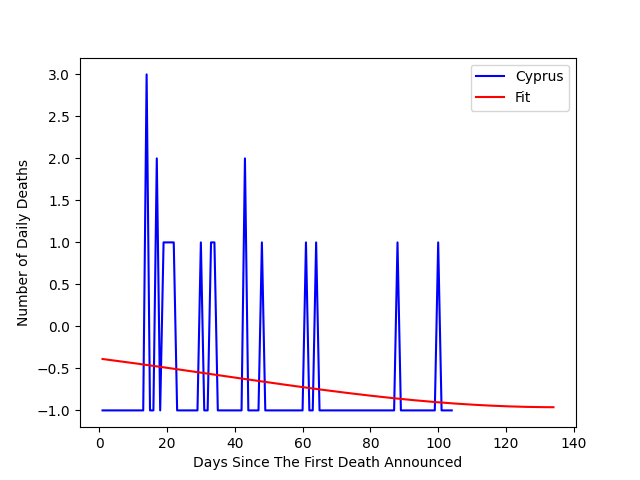 Cyprus
Fit
3.0
2.5
2.0
1.5
1.0
0.5
0.0
−0.5
−1.0
Number of Daily Deaths
0 20 40 60 80 100 120 140
Days Since The First Death Announced